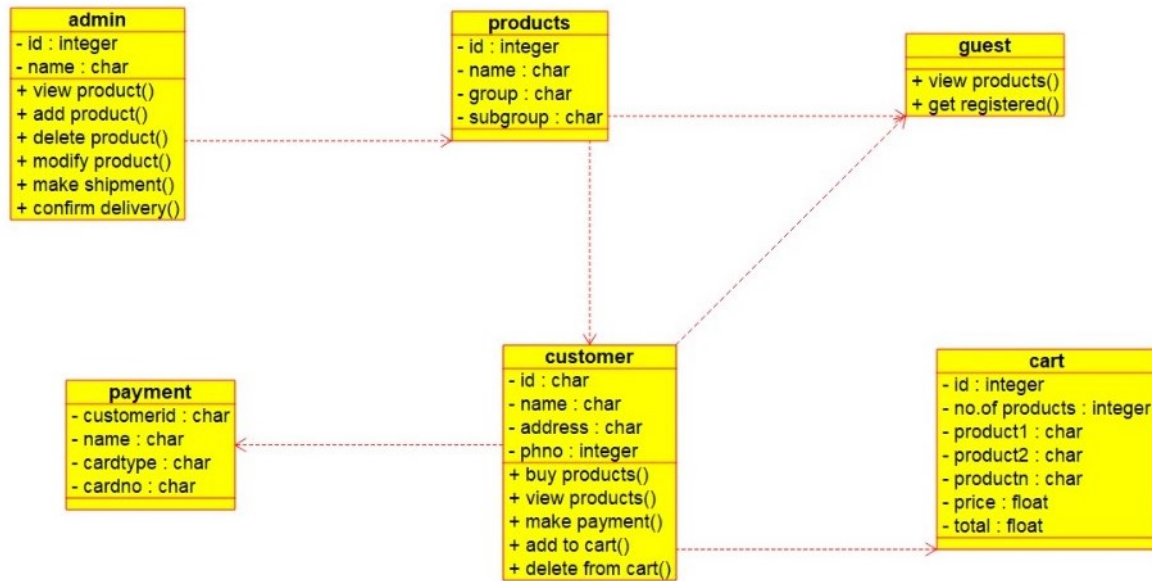 admin
- id : integer
- name : char
+ view product()
+ add product()
+ delete product()
+ modify product()
+ make shipment()
+ confirm delivery()
products
- id : integer
- name : char
- group : char
- subgroup : char
guest
+ view products()
+ get registered()
payment
- customerid : char
- name : char
- cardtype : char
- cardno : char
customer
- id : char
- name : char
- address : char
- phno : integer
+ buy products()
+ view products()
+ make payment()
+ add to cart()
+ delete from cart()
cart
- id : integer
- no.of products : integer
- product1 : char
- product2 : char
- productn : char
- price : float
- total : float